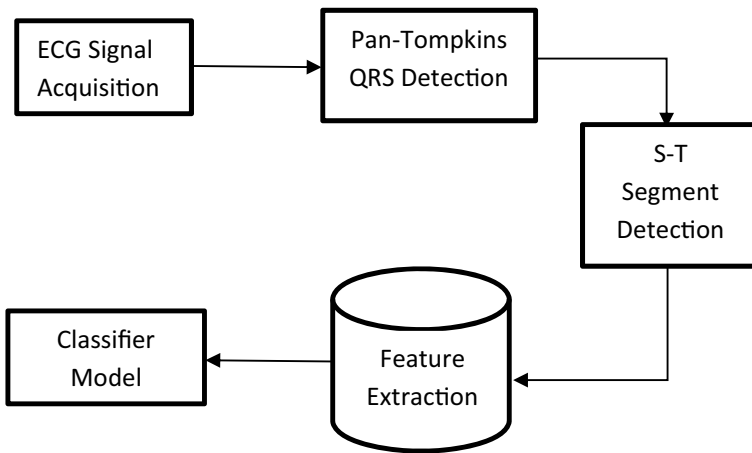 ECG Signal
Acquisition
Pan-Tompkins
QRS Detection
S-T
Segment
Detection
Feature
Extraction
Classifier
Model